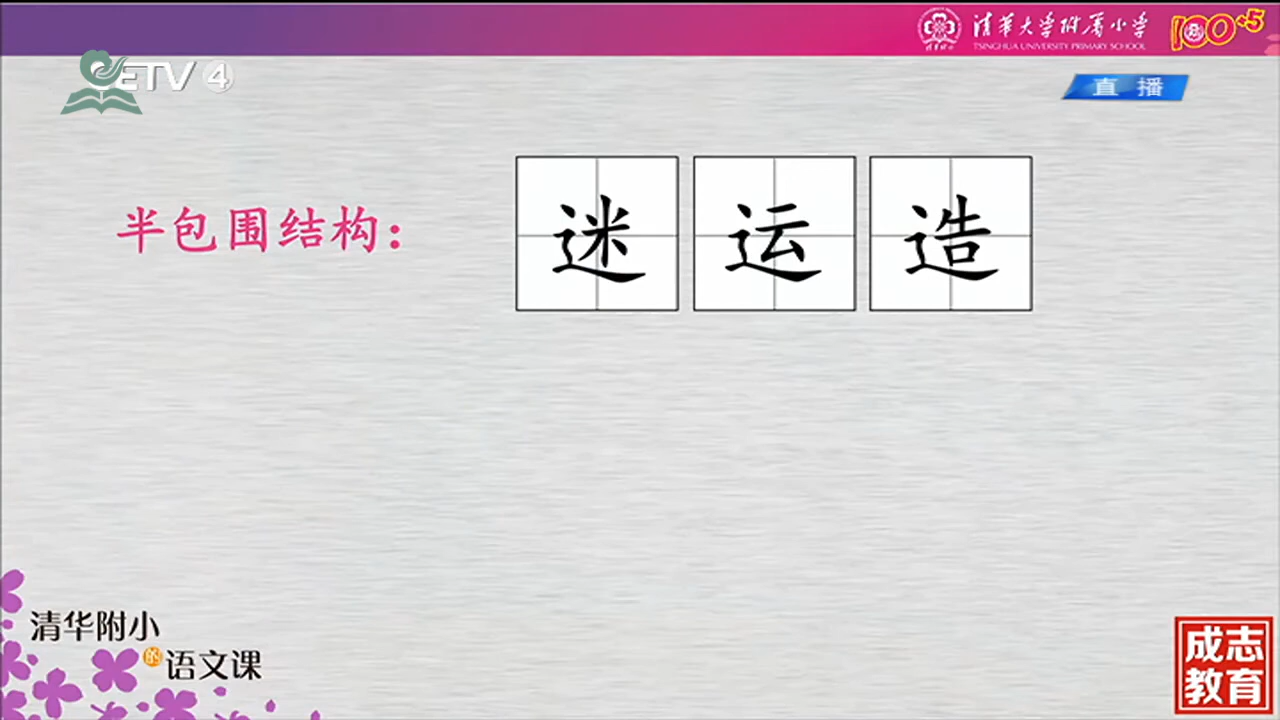 清华大学附属小学
TSINGHUA UNIVERSITY PRIMARY SCHOOL
100+5
CETV 4
直播
半包围结构：
迷 运 造
清华附小
的语文课
成志
教育